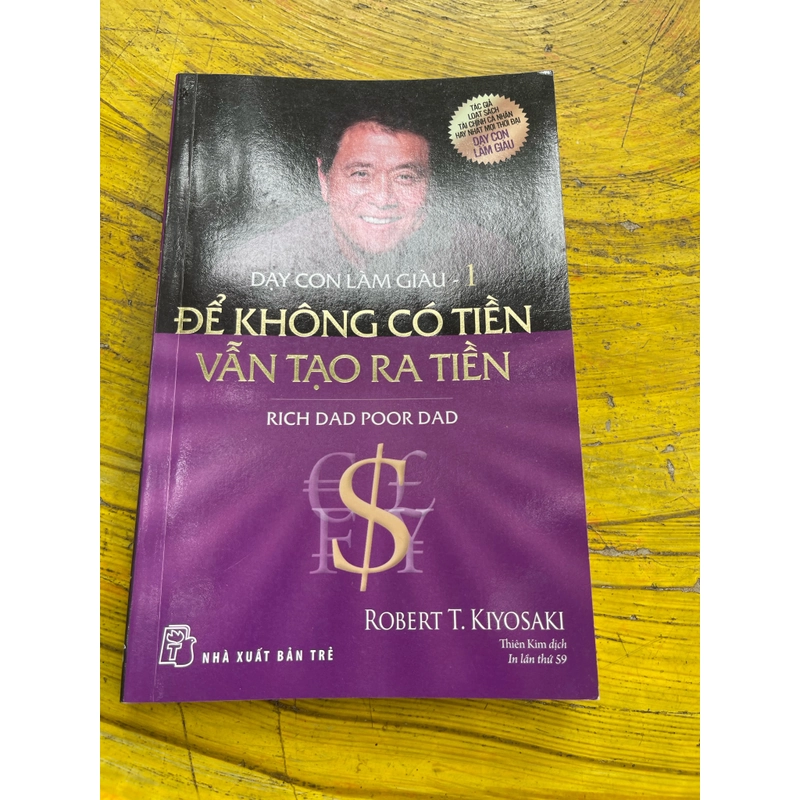 TÁC GIẢ
LOẠT SÁCH
TÀI CHÍNH CÁ NHÂN
HAY NHẤT MỌI THỜI ĐẠI
DẠY CON
LÀM GIÀU
DẠY CON LÀM GIÀU - 1
ĐỂ KHÔNG CÓ TIỀN
VẪN TẠO RA TIỀN
RICH DAD POOR DAD
$
ROBERT T. KIYOSAKI
Thiên Kim dịch
In lần thứ 59
T
NHÀ XUẤT BẢN TRẺ